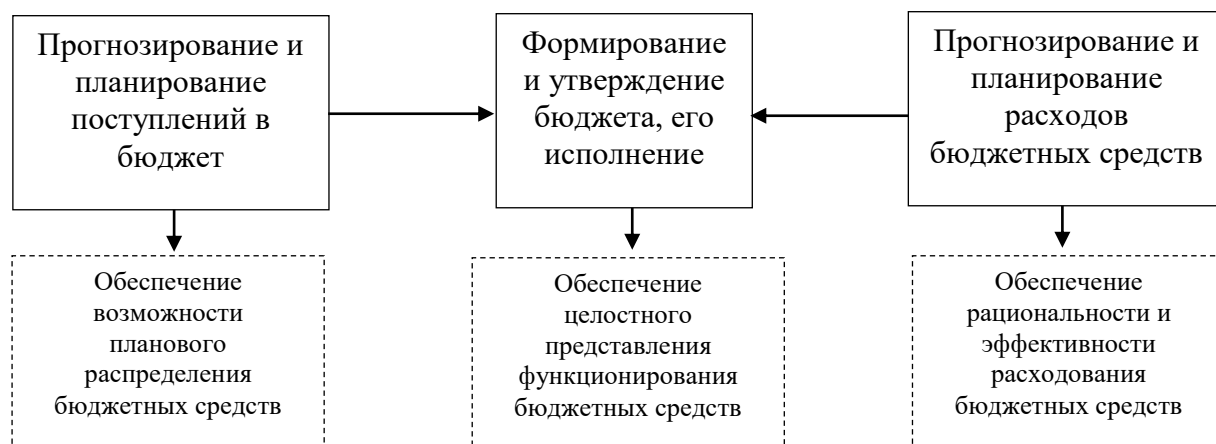 Прогнозирование и
планирование
поступлений в
бюджет
Формирование
и утверждение
бюджета, его
исполнение
Прогнозирование и
планирование
расходов
бюджетных средств
Обеспечение
возможности
планового
распределения
бюджетных средств
Обеспечение
целостного
представления
функционирования
бюджетных средств
Обеспечение
рациональности и
эффективности
расходования
бюджетных средств